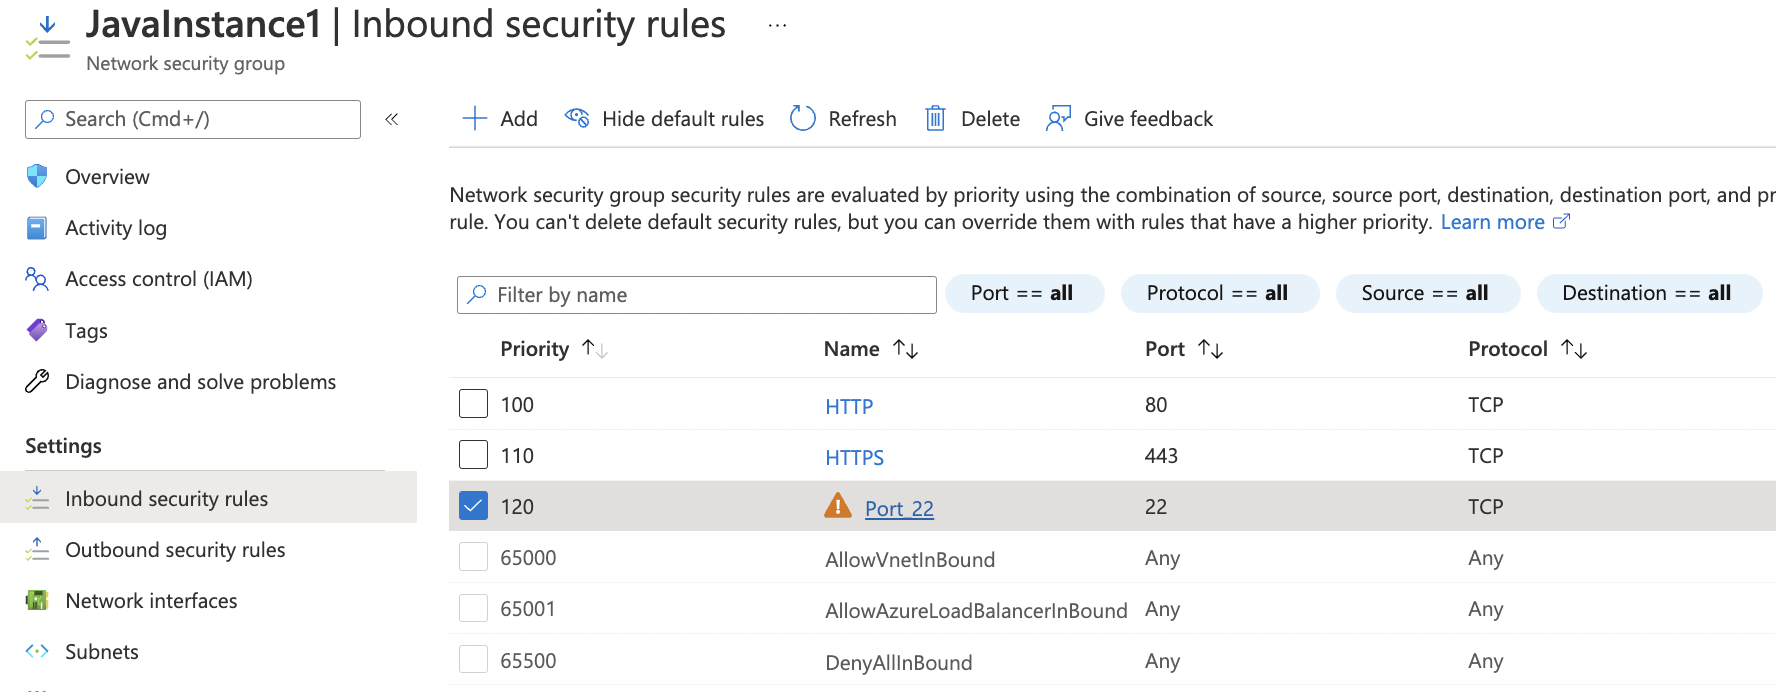 JavaInstance1 | Inbound security rules ...
Network security group
Search (Cmd+/)
«
Overview
Activity log
Access control (IAM)
Tags
Diagnose and solve problems
Settings
Inbound security rules
Outbound security rules
Network interfaces
Subnets
Add Hide default rules Refresh Delete Give feedback
Network security group security rules are evaluated by priority using the combination of source, source port, destination, destination port, and pr
rule. You can't delete default security rules, but you can override them with rules that have a higher priority. Learn more
Filter by name Port == all Protocol == all Source == all Destination == all
Priority ↑↓ Name ↑↓ Port ↑↓ Protocol ↑↓
100 HTTP 80 TCP
110 HTTPS 443 TCP
120 Port_22 22 TCP
65000 AllowVnetInBound Any Any
65001 AllowAzureLoadBalancerInBound Any Any
65500 DenyAllInBound Any Any